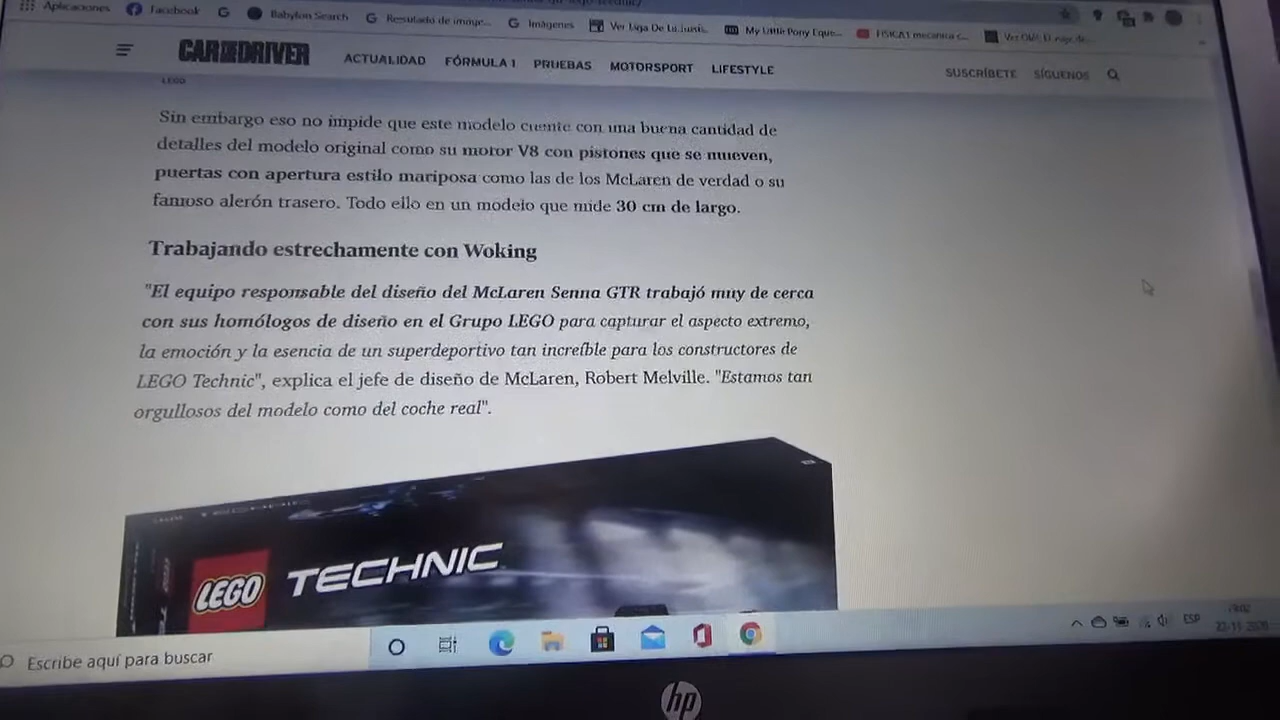 Aplicaciones Facebook Babylon Search Resultado de image... Imágenes Ver Liga De La Justi... My Little Pony Eque... FISICA1 mecanica c...
CAR AND DRIVER ACTUALIDAD FÓRMULA 1 PRUEBAS MOTORSPORT LIFESTYLE SUSCRÍBETE SÍGUENOS
LEGO
Sin embargo eso no impide que este modelo cuente con una buena cantidad de
detalles del modelo original como su motor V8 con pistones que se mueven,
puertas con apertura estilo mariposa como las de los McLaren de verdad o su
famoso alerón trasero. Todo ello en un modelo que mide 30 cm de largo.
Trabajando estrechamente con Woking
"El equipo responsable del diseño del McLaren Senna GTR trabajó muy de cerca
con sus homólogos de diseño en el Grupo LEGO para capturar el aspecto extremo,
la emoción y la esencia de un superdeportivo tan increíble para los constructores de
LEGO Technic", explica el jefe de diseño de McLaren, Robert Melville. "Estamos tan
orgullosos del modelo como del coche real".
TECHNIC
LEGO TECHNIC
Escribe aquí para buscar
ESP
22-11-2020
hp